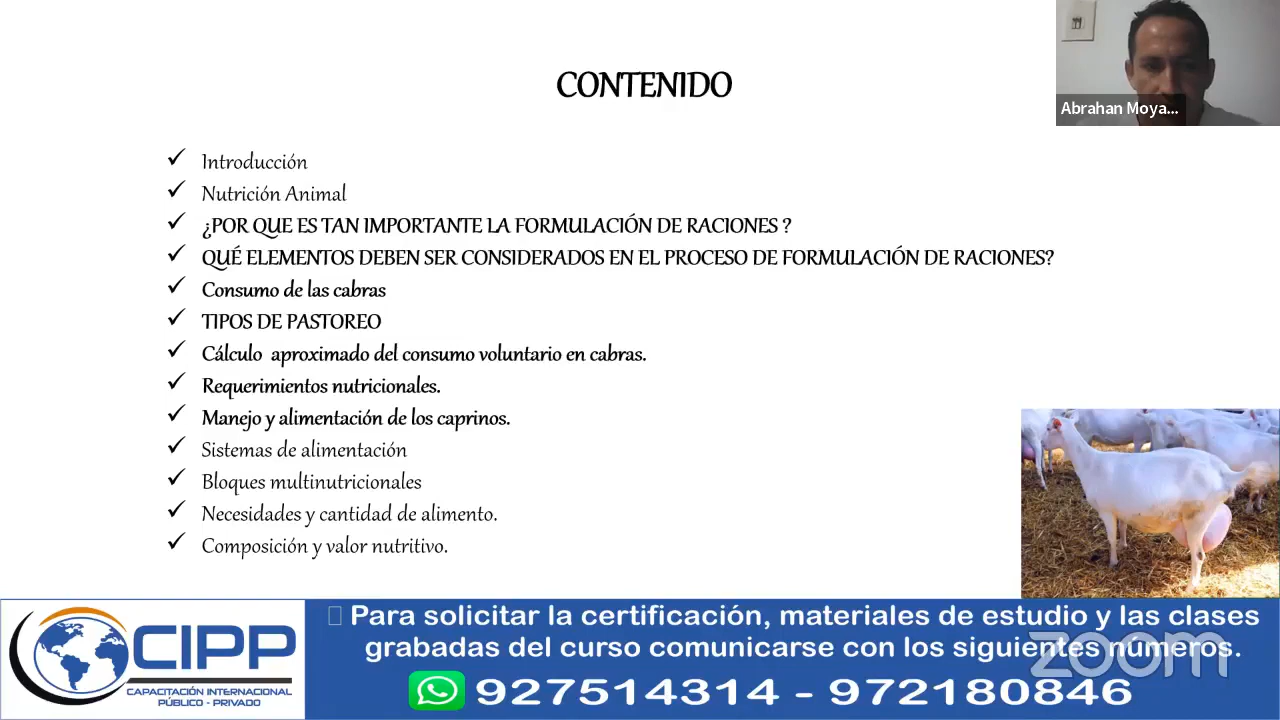 CONTENIDO
Abrahan Moya...
✓ Introducción
✓ Nutrición Animal
✓ ¿POR QUE ES TAN IMPORTANTE LA FORMULACIÓN DE RACIONES ?
✓ QUÉ ELEMENTOS DEBEN SER CONSIDERADOS EN EL PROCESO DE FORMULACIÓN DE RACIONES?
✓ Consumo de las cabras
✓ TIPOS DE PASTOREO
✓ Cálculo aproximado del consumo voluntario en cabras.
✓ Requerimientos nutricionales.
✓ Manejo y alimentación de los caprinos.
✓ Sistemas de alimentación
✓ Bloques multinutricionales
✓ Necesidades y cantidad de alimento.
✓ Composición y valor nutritivo.
CIPP
CAPACITACIÓN INTERNACIONAL
PÚBLICO - PRIVADO
Para solicitar la certificación, materiales de estudio y las clases
grabadas del curso comunicarse con los siguientes números.
927514314 - 972180846
zoom